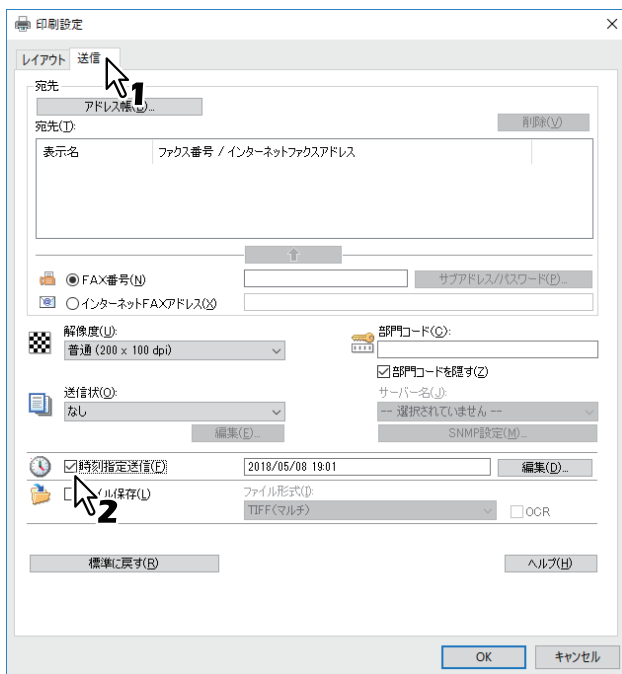 印刷設定
レイアウト 送信
1
宛先
アドレス帳(B)...
宛先(T):
削除(V)
表示名 ファクス番号 / インターネットファクスアドレス
FAX番号(N)
サブアドレス/パスワード(P)...
インターネットFAXアドレス(X)
解像度(U):
普通 (200 x 100 dpi)
部門コード(C):
部門コードを隠す(Z)
送信状(O):
なし
編集(E)...
サーバー名(J):
-- 選択されていません --
SNMP設定(M)...
時刻指定送信(F) 2018/05/08 19:01 編集(D)...
2
イル保存(L)
ファイル形式(I):
TIFF(マルチ)
OCR
標準に戻す(R) ヘルプ(H)
OK キャンセル